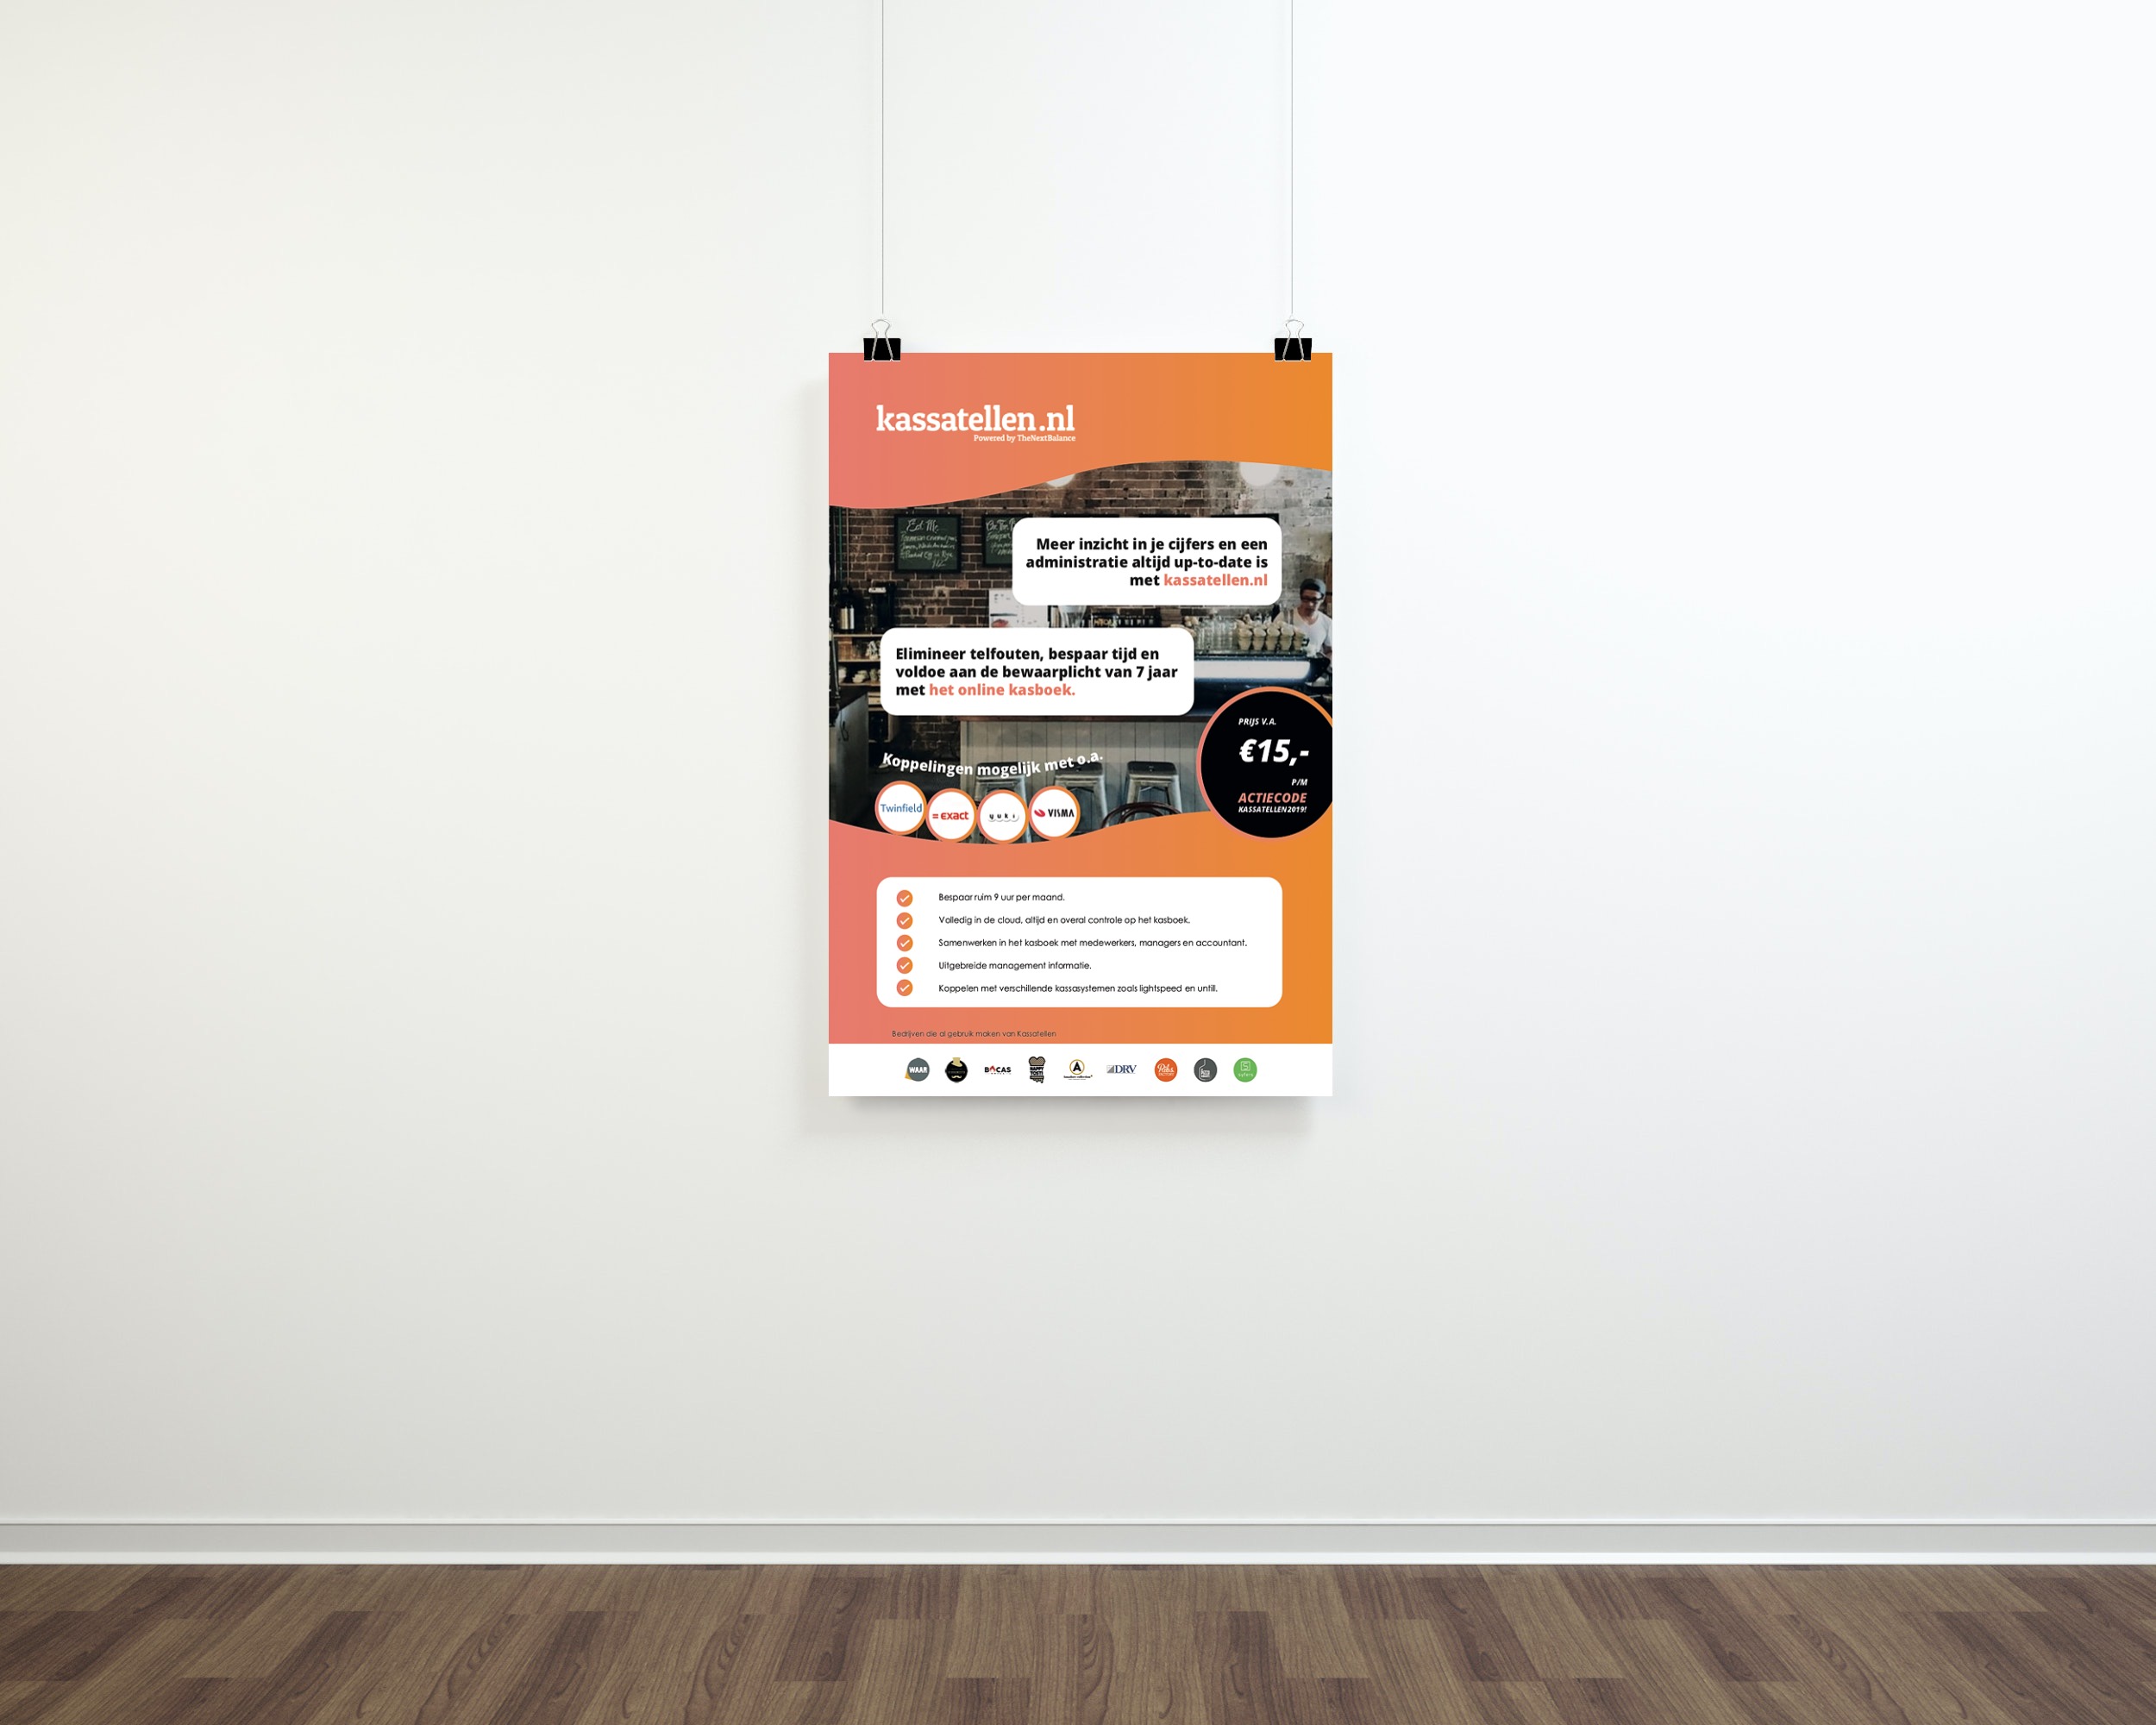 kassatellen.nl
Powered by TheNextBalance
Eat Me
Meer inzicht in je cijfers en een
administratie altijd up-to-date is
met kassatellen.nl
Elimineer telfouten, bespaar tijd en
voldoe aan de bewaarplicht van 7 jaar
met het online kasboek.
PRIJS V.A.
€15,-
P/M
ACTIECODE
KASSATELLEN2019!
Koppelingen mogelijk met o.a.
Twinfield
= exact
yuki
VISMA
Bespaar ruim 9 uur per maand.
Volledig in de cloud, altijd en overal controle op het kasboek.
Samenwerken in het kasboek met medewerkers, managers en accountant.
Uitgebreide management informatie.
Koppelen met verschillende kassasystemen zoals lightspeed en untill.
Bedrijven die al gebruik maken van Kassatellen
WAAR
BOCAS
HAPPY
A
DRV
Ribs